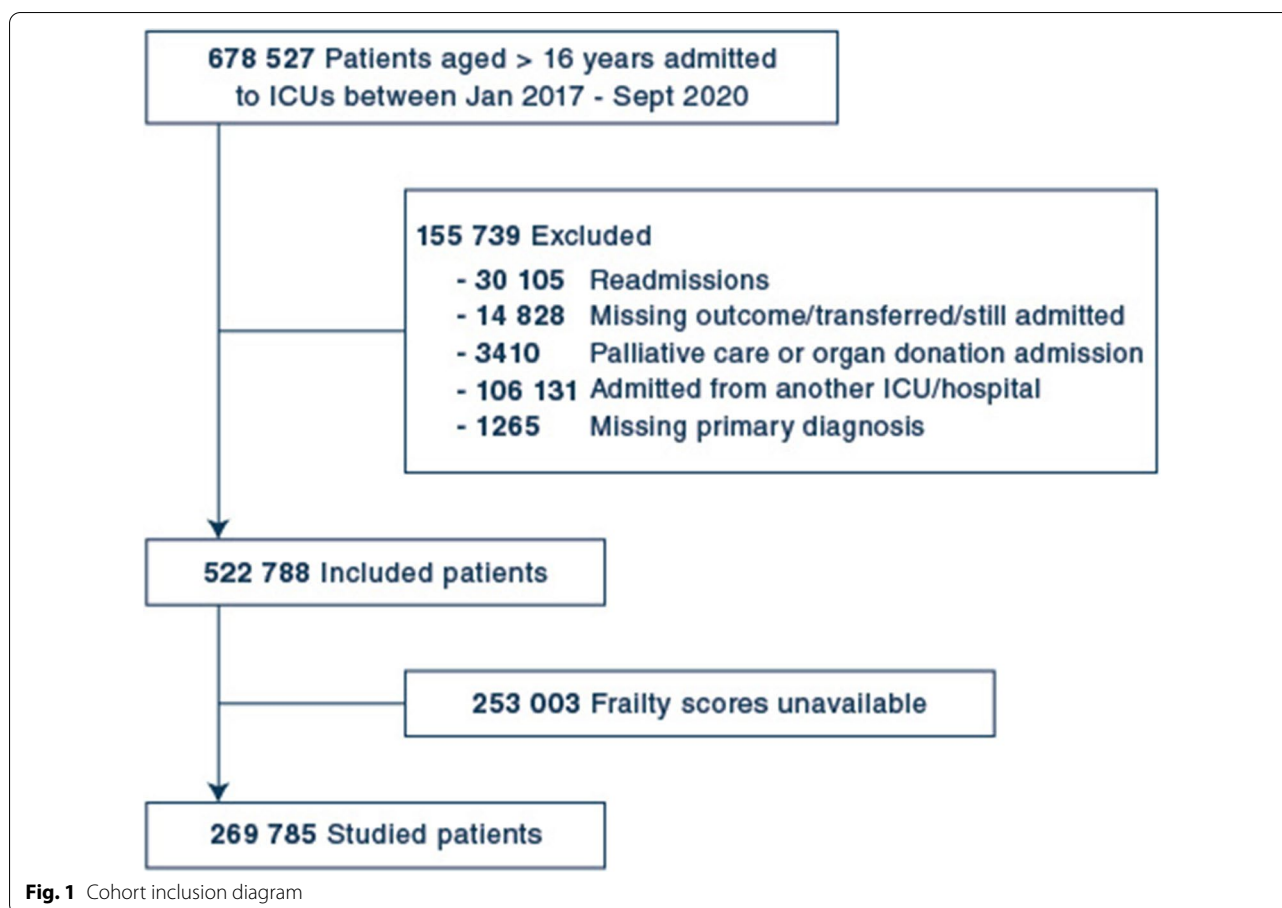 678 527 Patients aged > 16 years admitted
to ICUs between Jan 2017 - Sept 2020
155 739 Excluded
- 30 105 Readmissions
- 14 828 Missing outcome/transferred/still admitted
- 3410 Palliative care or organ donation admission
- 106 131 Admitted from another ICU/hospital
- 1265 Missing primary diagnosis
522 788 Included patients
253 003 Frailty scores unavailable
269 785 Studied patients
Fig. 1 Cohort inclusion diagram